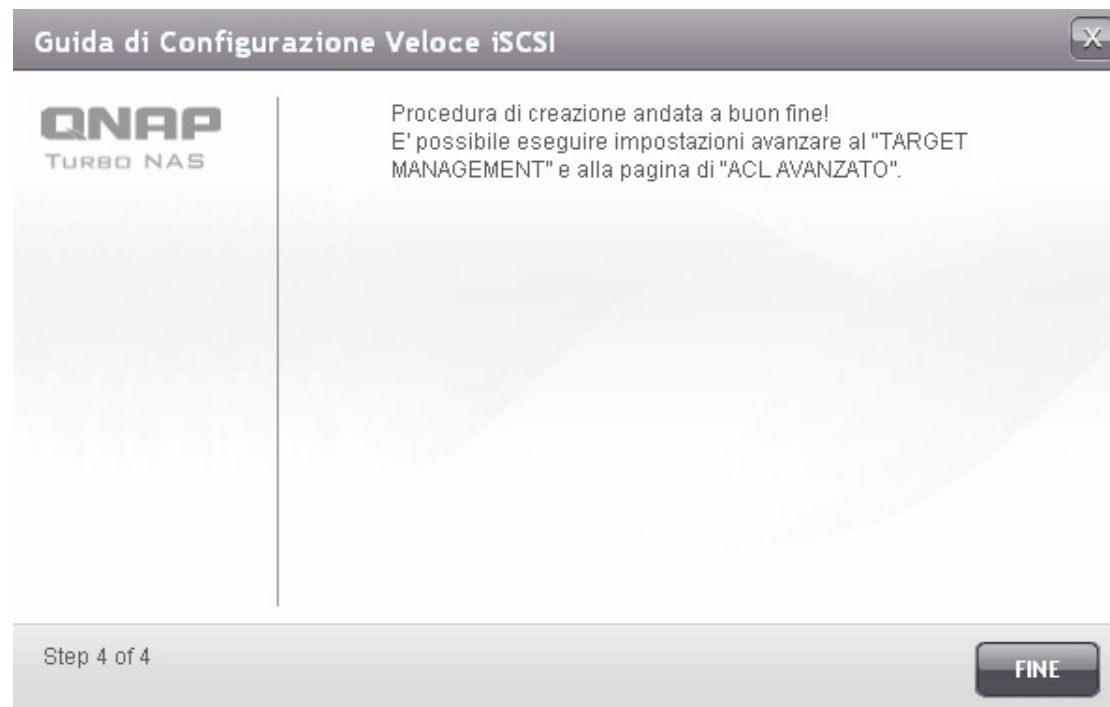 Guida di Configurazione Veloce iSCSI
X
QNAP
TURBO NAS
Procedura di creazione andata a buon fine!
E' possibile eseguire impostazioni avanzare al "TARGET
MANAGEMENT" e alla pagina di "ACL AVANZATO".
Step 4 of 4
FINE